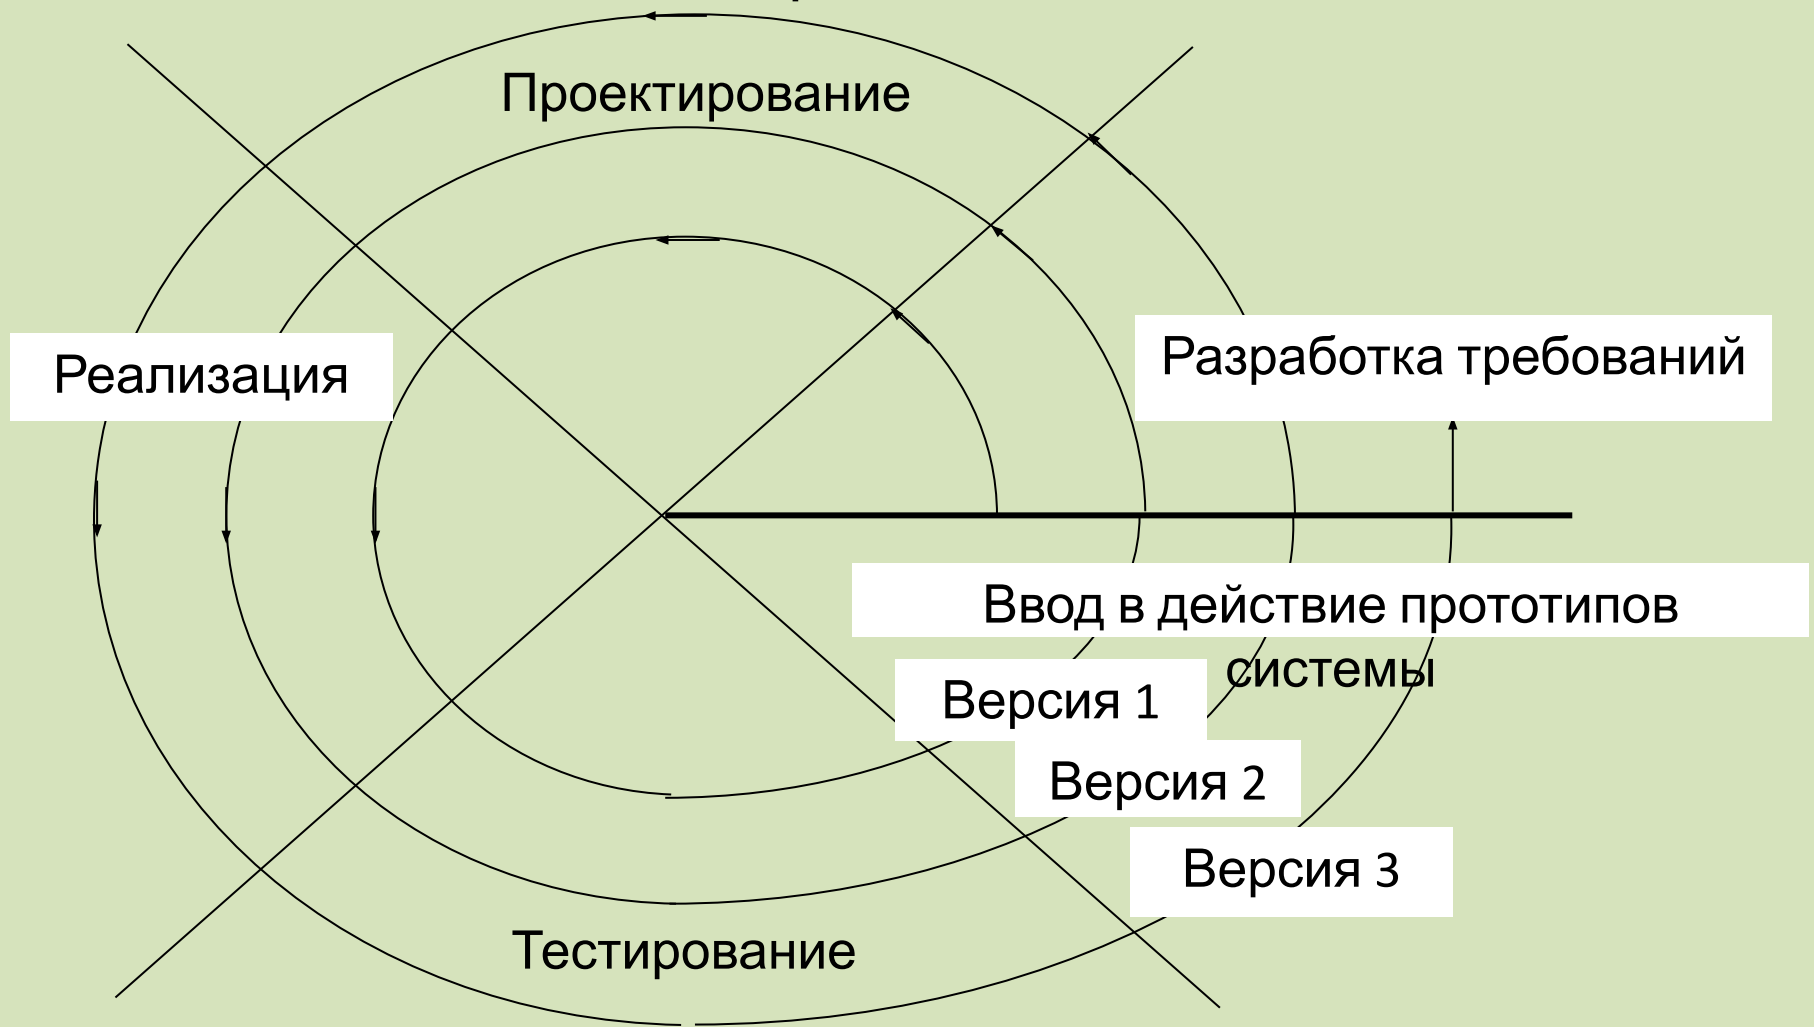 Проектирование
Разработка требований
Реализация
Ввод в действие прототипов
системы
Версия 1
Версия 2
Версия 3
Тестирование